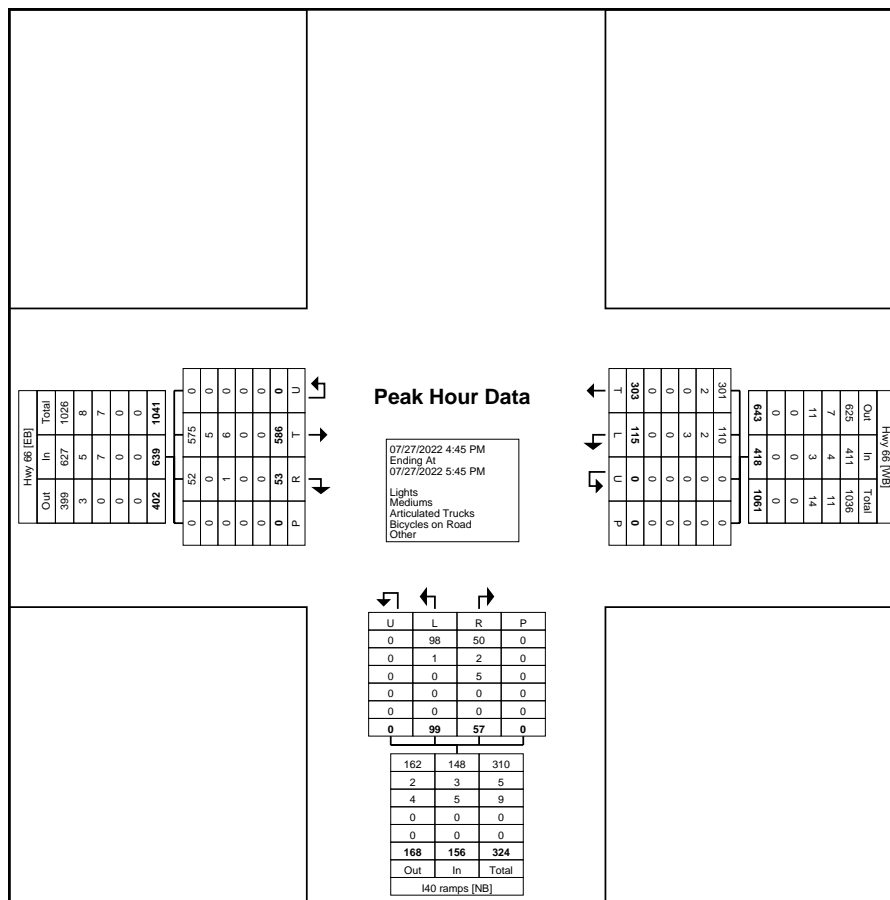 Peak Hour Data
07/27/2022 4:45 PM
Ending At
07/27/2022 5:45 PM
Lights
Mediums
Articulated Trucks
Bicycles on Road
Other
Hwy 66 [EB]
Out In Total
399 627 1026
3 5 8
0 7 7
0 0 0
0 0 0
402 639 1041
0 52 575 0
0 0 5 0
0 1 6 0
0 0 0 0
0 0 0 0
0 53 586 0
P R T U
Hwy 66 [WB]
Out In Total
625 411 1036
7 4 11
11 3 14
0 0 0
0 0 0
643 418 1061
301 110 0 0
2 2 0 0
0 3 0 0
0 0 0 0
0 0 0 0
303 115 0 0
T L U P
U L R P
0 98 50 0
0 1 2 0
0 0 5 0
0 0 0 0
0 0 0 0
0 99 57 0
162 148 310
2 3 5
4 5 9
0 0 0
0 0 0
168 156 324
Out In Total
I40 ramps [NB]